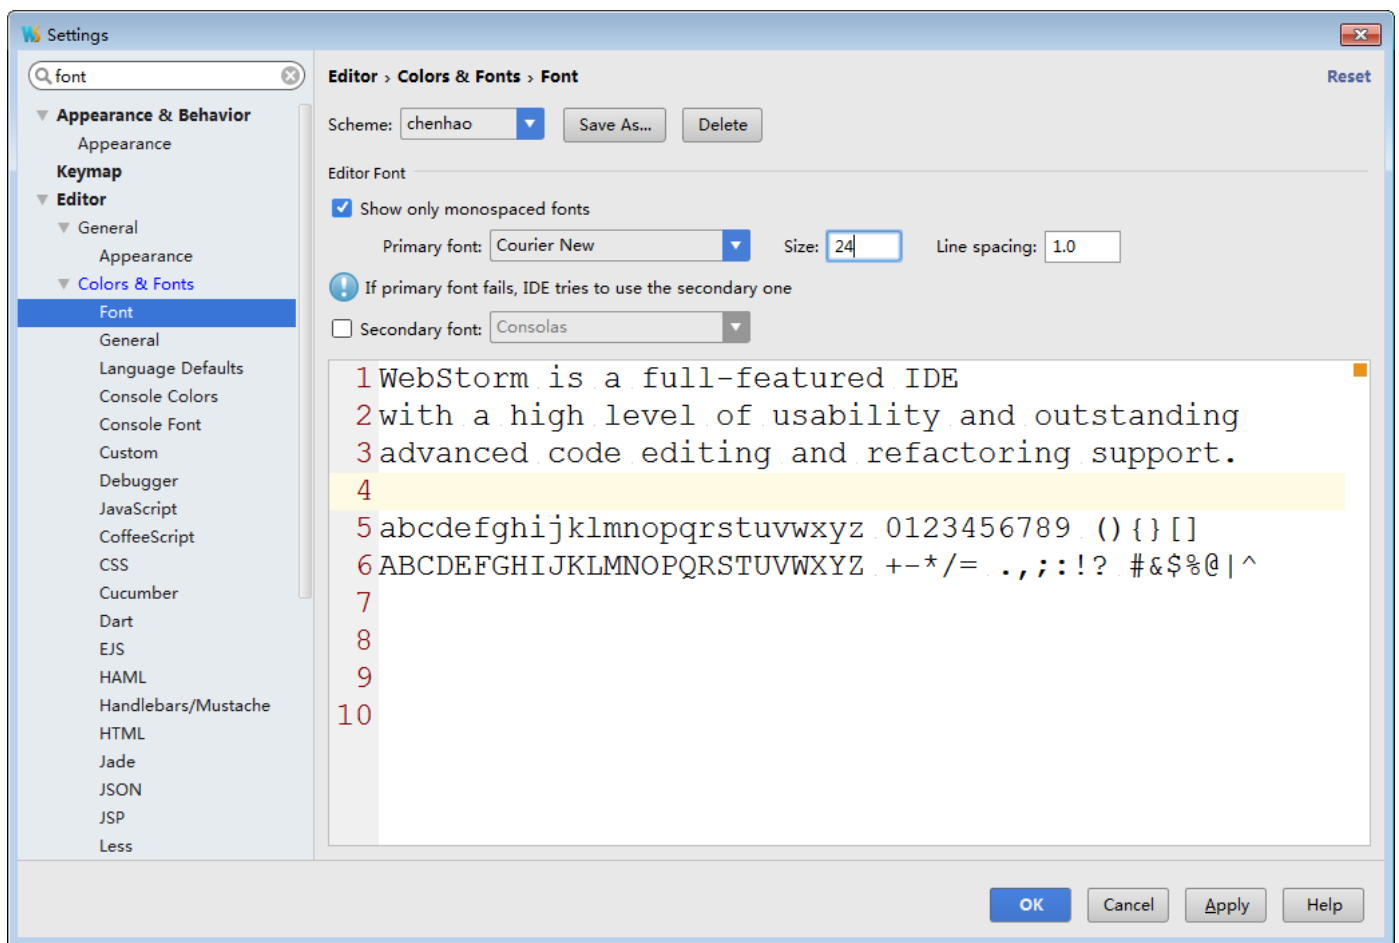 WS Settings
font
Appearance & Behavior
Appearance
Keymap
Editor
General
Appearance
Colors & Fonts
Font
General
Language Defaults
Console Colors
Console Font
Custom
Debugger
JavaScript
CoffeeScript
CSS
Cucumber
Dart
EJS
HAML
Handlebars/Mustache
HTML
Jade
JSON
JSP
Less
Editor › Colors & Fonts › Font
Reset
Scheme: chenhao Save As... Delete
Editor Font
Show only monospaced fonts
Primary font: Courier New Size: 24 Line spacing: 1.0
If primary font fails, IDE tries to use the secondary one
Secondary font: Consolas
1 WebStorm is a full-featured IDE
2 with a high level of usability and outstanding
3 advanced code editing and refactoring support.
4
5 abcdefghijklmnopqrstuvwxyz 0123456789 (){}[]
6 ABCDEFGHIJKLMNOPQRSTUVWXYZ +-*/= .,;:!? #&$%@|^
7
8
9
10
OK Cancel Apply Help